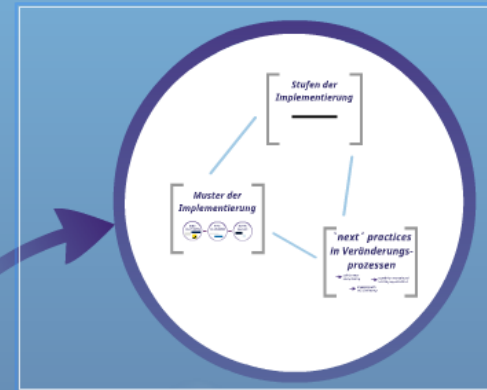 Stufen der
Implementierung
Muster der
Implementierung
´next´ practices
in Veränderungs-
prozessen